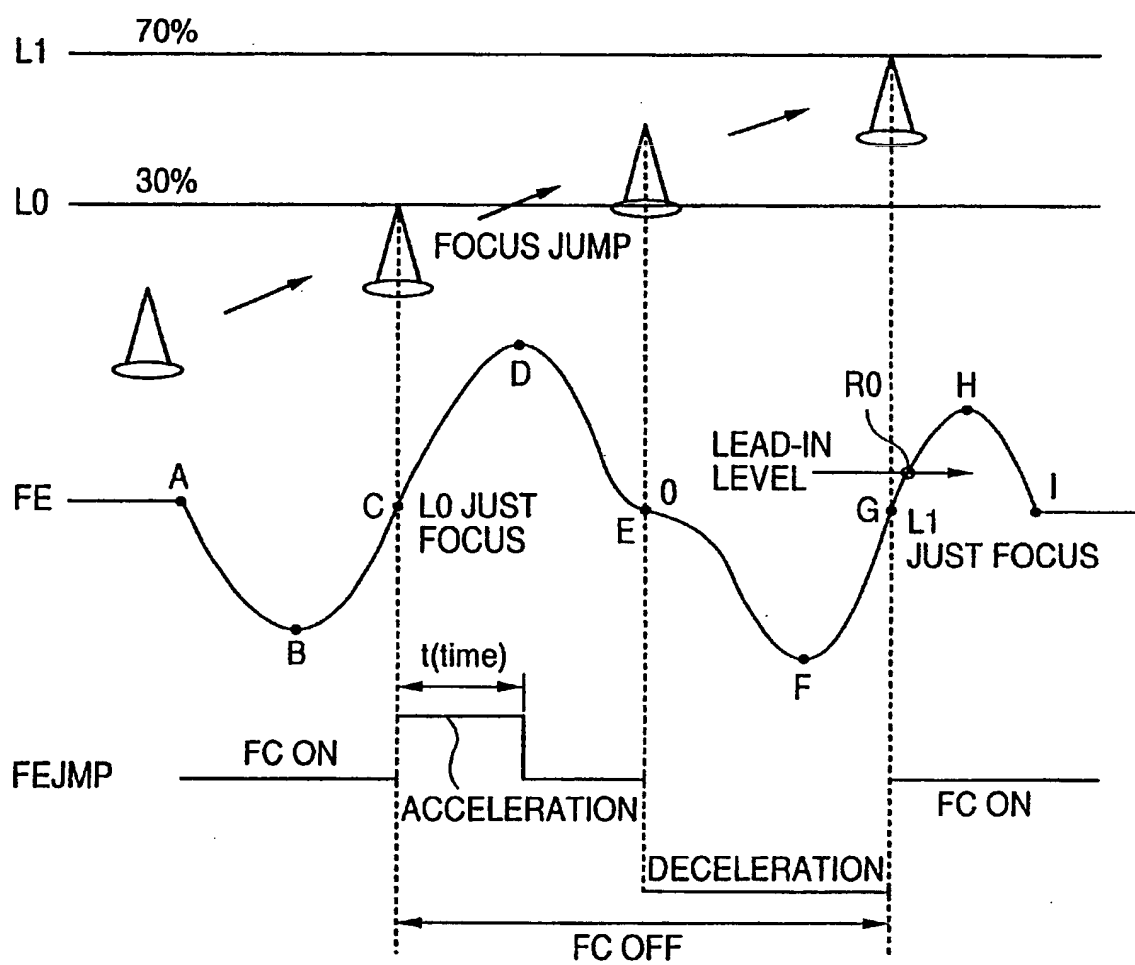 70%
L1
30%
L0
FOCUS JUMP
D
R0
H
LEAD-IN
LEVEL
A
FE
C
L0 JUST
FOCUS
E
0
G
L1
JUST FOCUS
I
B
F
t(time)
FC ON
FEJMP
ACCELERATION
FC ON
DECELERATION
FC OFF